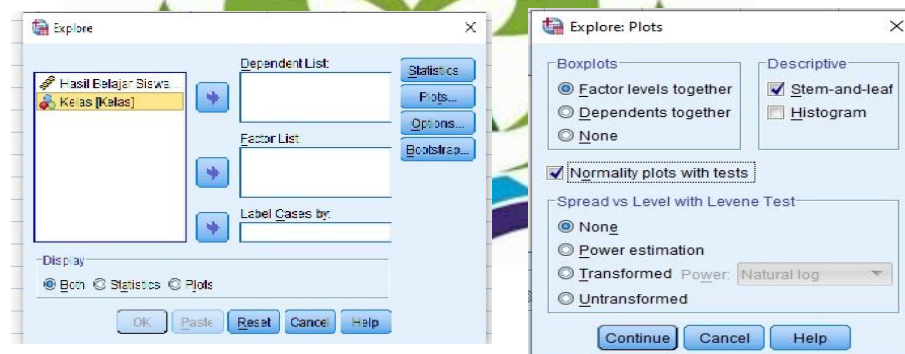 Explore
Dependent List:
Hasil Belajar Siswa...
Kelas [Kelas]
Statistics
Plots...
Options...
Bootstrap...
Factor List
Label Cases by:
Display
Both Statistics Plots
OK Paste Reset Cancel Help
Explore: Plots
Boxplots
Factor levels together
Dependents together
None
Descriptive
Stem-and-leaf
Histogram
Normality plots with tests
Spread vs Level with Levene Test
None
Power estimation
Transformed Power: Natural log
Untransformed
Continue Cancel Help